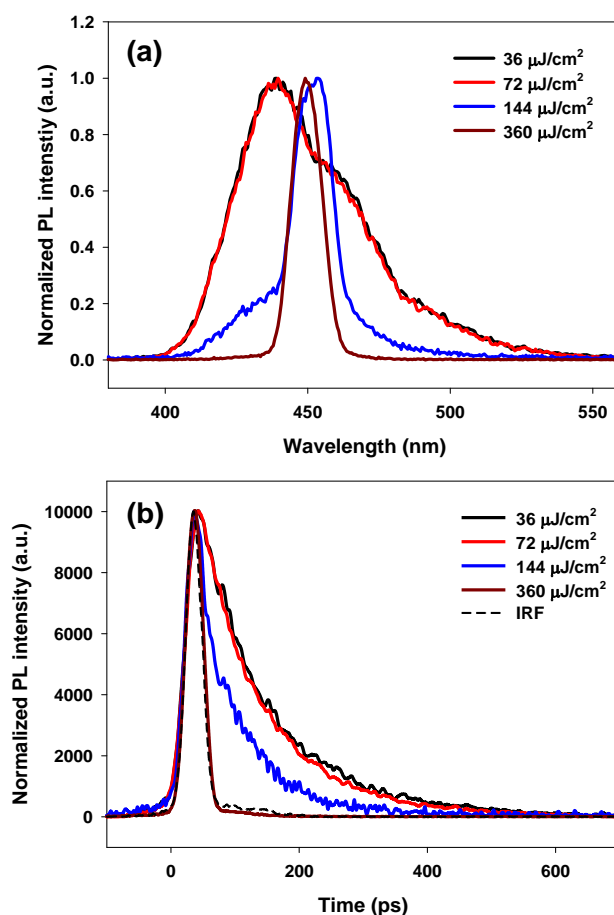 (a)
36 μJ/cm²
72 μJ/cm²
144 μJ/cm²
360 μJ/cm²
Normalized PL intenstiy (a.u.)
1.2
1.0
0.8
0.6
0.4
0.2
0.0
400
450
500
550
Wavelength (nm)
(b)
36 μJ/cm²
72 μJ/cm²
144 μJ/cm²
360 μJ/cm²
IRF
Normalized PL intensity (a.u.)
10000
8000
6000
4000
2000
0
0
200
400
600
Time (ps)